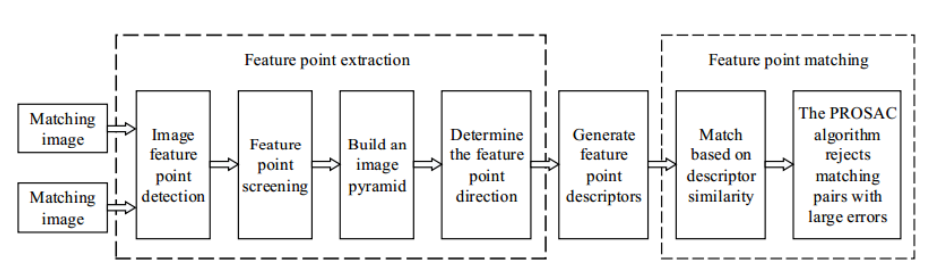 Feature point extraction
Feature point matching
Matching
image
Matching
image
Image
feature
point
detection
Feature
point
screening
Build an
image
pyramid
Determine
the feature
point
direction
Generate
feature
point
descriptors
Match
based on
descriptor
similarity
The PROSAC
algorithm
rejects
matching
pairs with
large errors